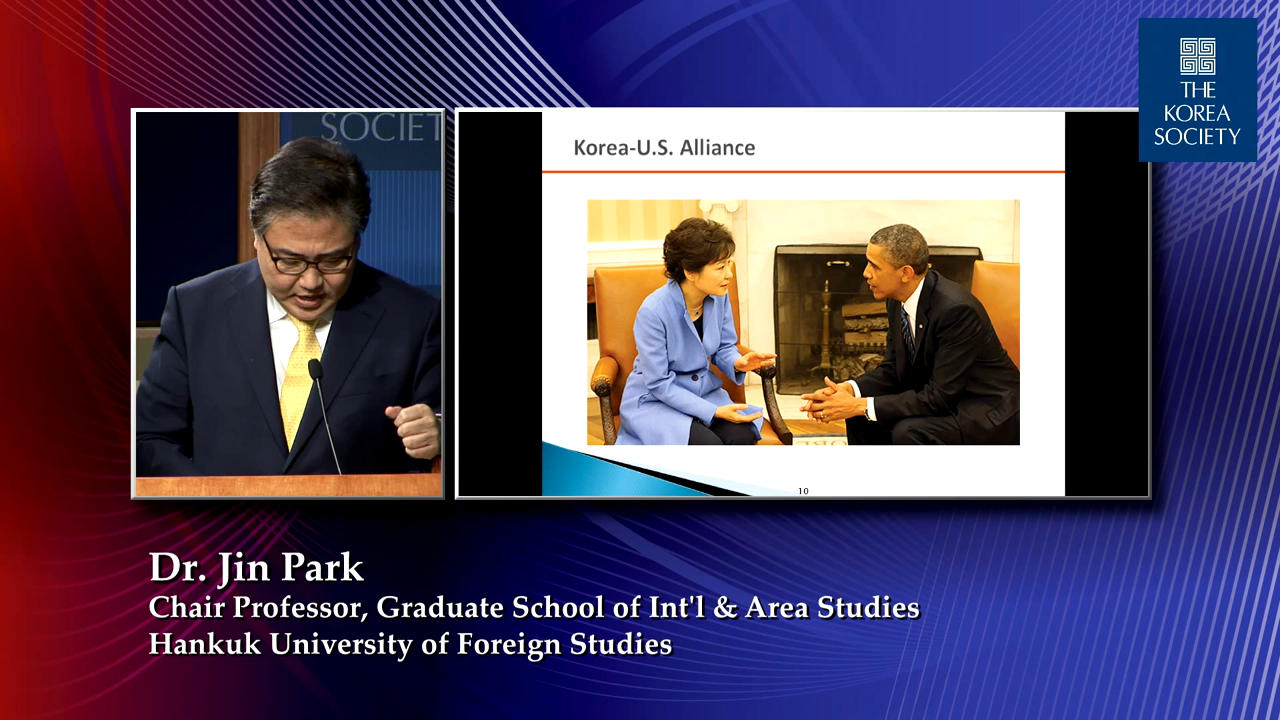 THE
KOREA
SOCIETY
SOCIET
Korea-U.S. Alliance
10
Dr. Jin Park
Chair Professor, Graduate School of Int'l & Area Studies
Hankuk University of Foreign Studies